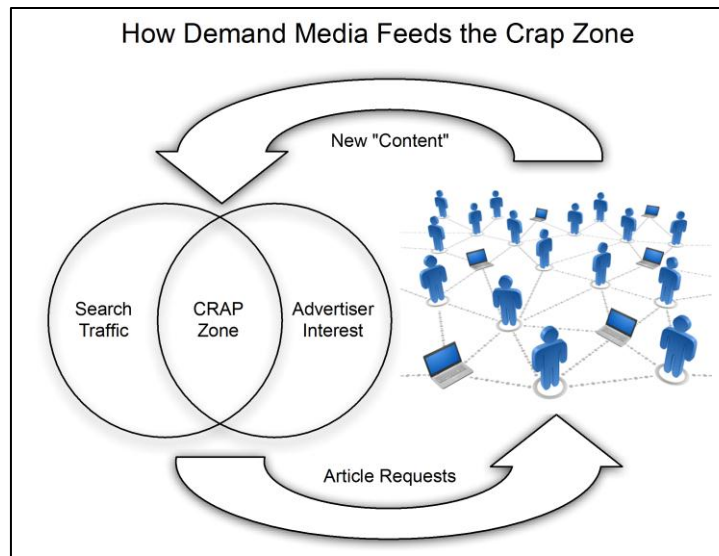 How Demand Media Feeds the Crap Zone
New "Content"
Search
Traffic
CRAP
Zone
Advertiser
Interest
Article Requests